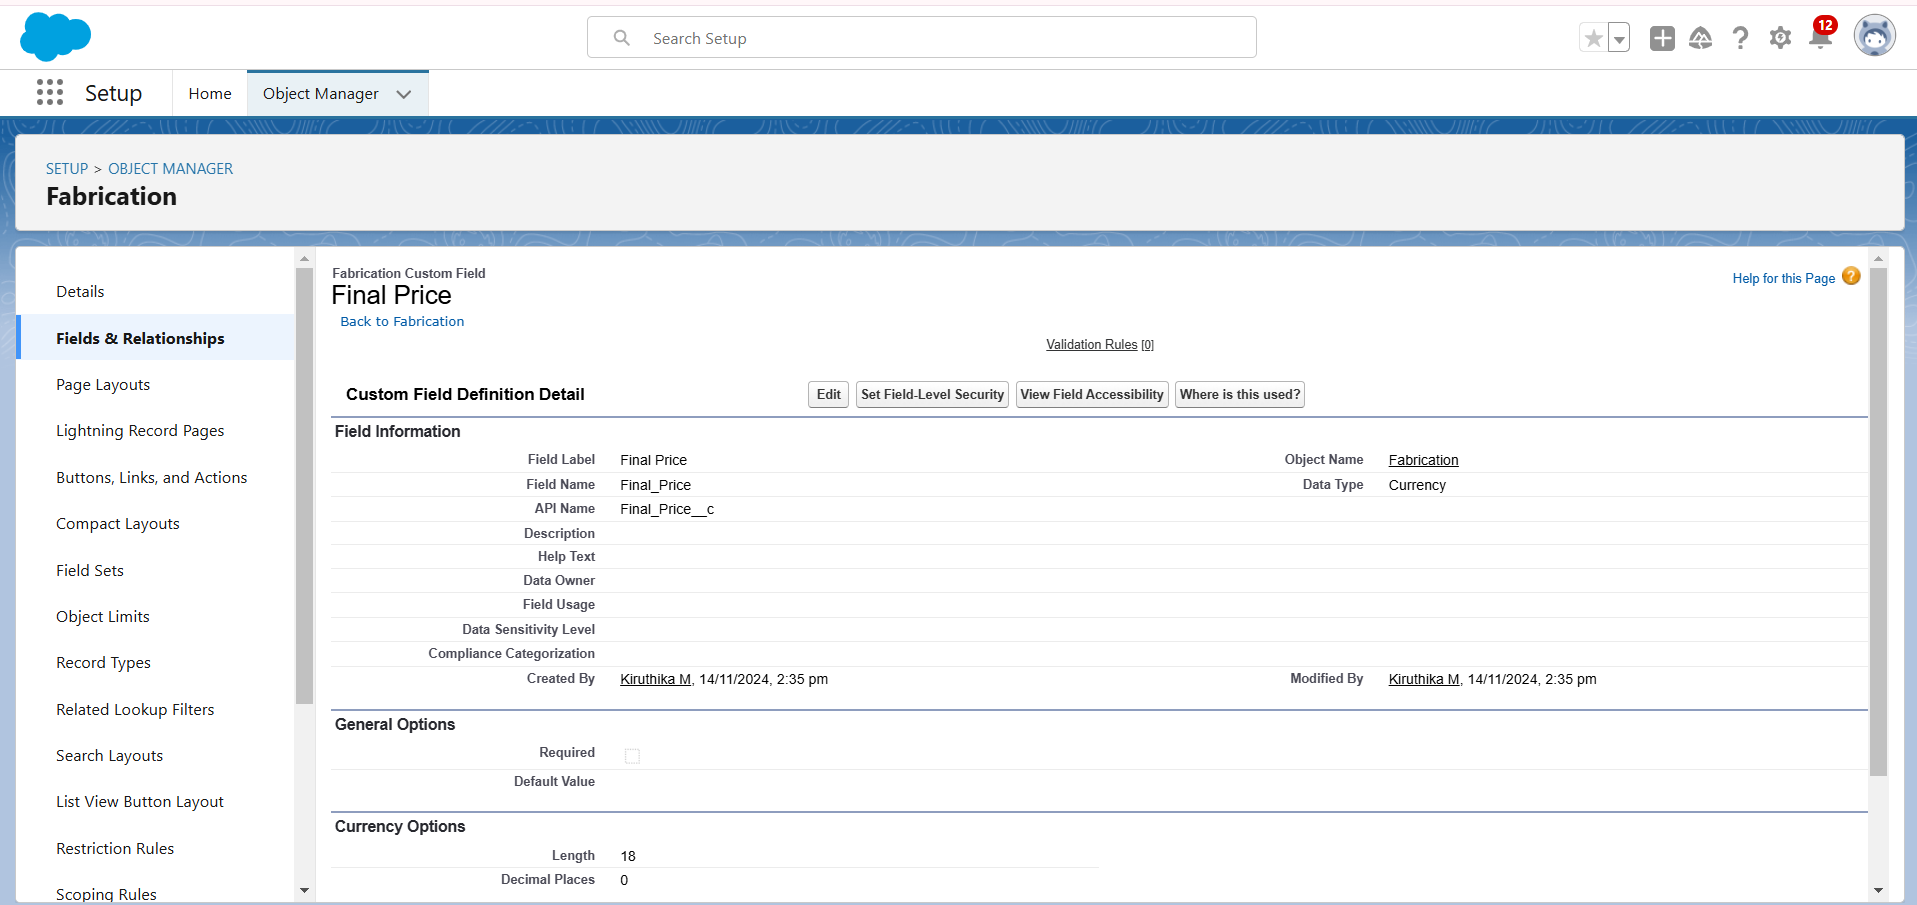 Search Setup
12
Setup
Home
Object Manager
SETUP > OBJECT MANAGER
Fabrication
Details
Fields & Relationships
Page Layouts
Lightning Record Pages
Buttons, Links, and Actions
Compact Layouts
Field Sets
Object Limits
Record Types
Related Lookup Filters
Search Layouts
List View Button Layout
Restriction Rules
Scoping Rules
Fabrication Custom Field
Final Price
Back to Fabrication
Help for this Page ?
Validation Rules [0]
Custom Field Definition Detail Edit Set Field-Level Security View Field Accessibility Where is this used?
Field Information
Field Label Final Price Object Name Fabrication
Field Name Final_Price Data Type Currency
API Name Final_Price__c
Description
Help Text
Data Owner
Field Usage
Data Sensitivity Level
Compliance Categorization
Created By Kiruthika M, 14/11/2024, 2:35 pm Modified By Kiruthika M, 14/11/2024, 2:35 pm
General Options
Required
Default Value
Currency Options
Length 18
Decimal Places 0